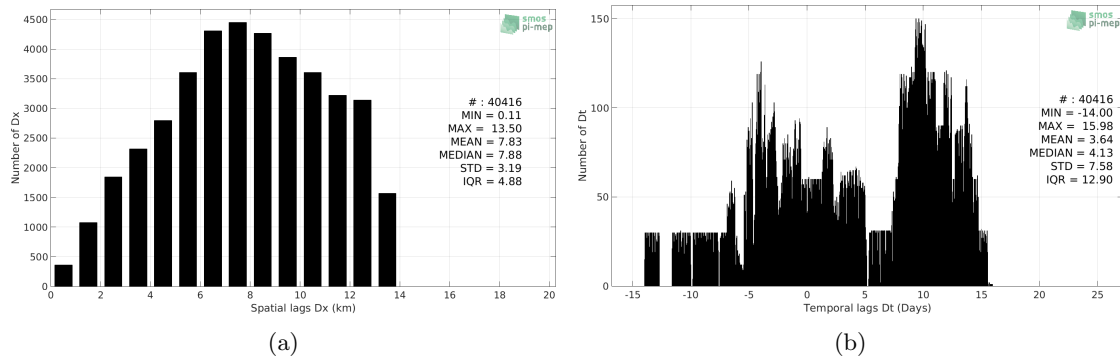 4500
4000
3500
3000
2500
2000
1500
1000
500
0
Number of Dx
smos
pi-mep
# : 40416
MIN = 0.11
MAX = 13.50
MEAN = 7.83
MEDIAN = 7.88
STD = 3.19
IQR = 4.88
0 2 4 6 8 10 12 14 16 18 20
Spatial lags Dx (km)
(a)
150
100
50
0
Number of Dt
smos
pi-mep
# : 40416
MIN = -14.00
MAX = 15.98
MEAN = 3.64
MEDIAN = 4.13
STD = 7.58
IQR = 12.90
-15 -10 -5 0 5 10 15 20 25
Temporal lags Dt (Days)
(b)